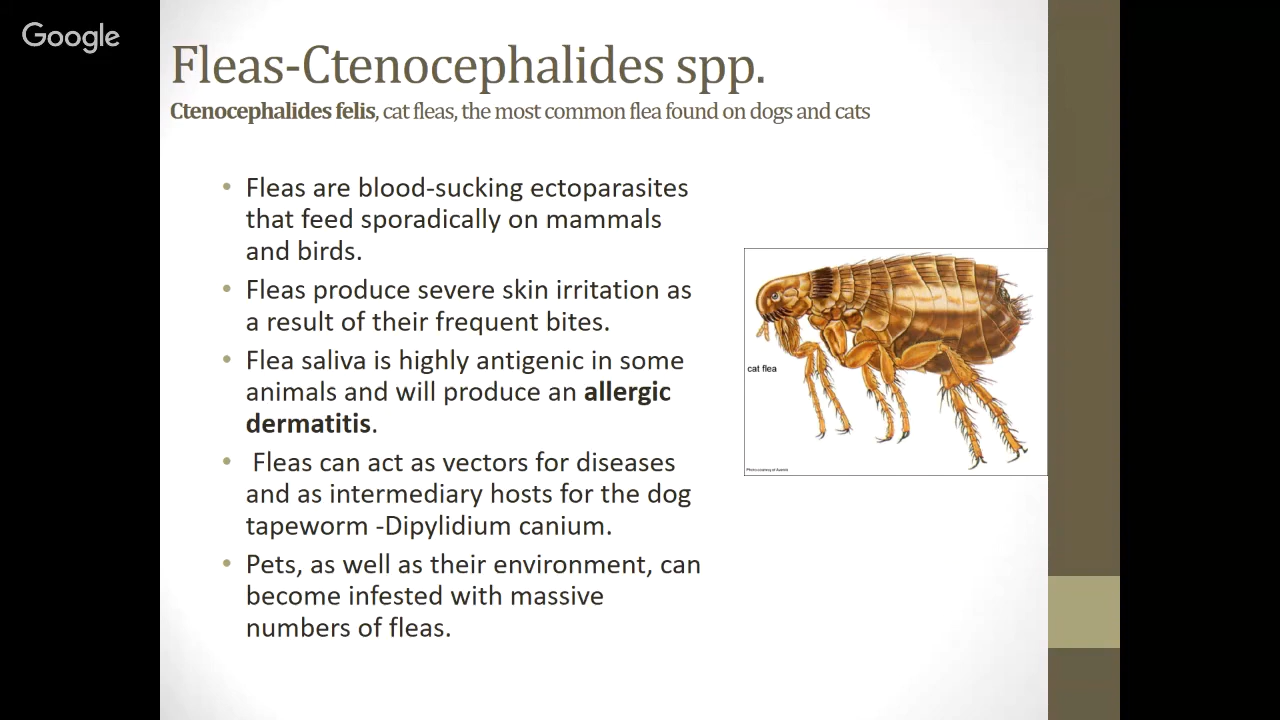 Google
Fleas-Ctenocephalides spp.
Ctenocephalides felis, cat fleas, the most common flea found on dogs and cats
• Fleas are blood-sucking ectoparasites
that feed sporadically on mammals
and birds.
• Fleas produce severe skin irritation as
a result of their frequent bites.
• Flea saliva is highly antigenic in some
animals and will produce an allergic
dermatitis.
• Fleas can act as vectors for diseases
and as intermediary hosts for the dog
tapeworm -Dipylidium canium.
• Pets, as well as their environment, can
become infested with massive
numbers of fleas.
cat flea
Photo courtesy of